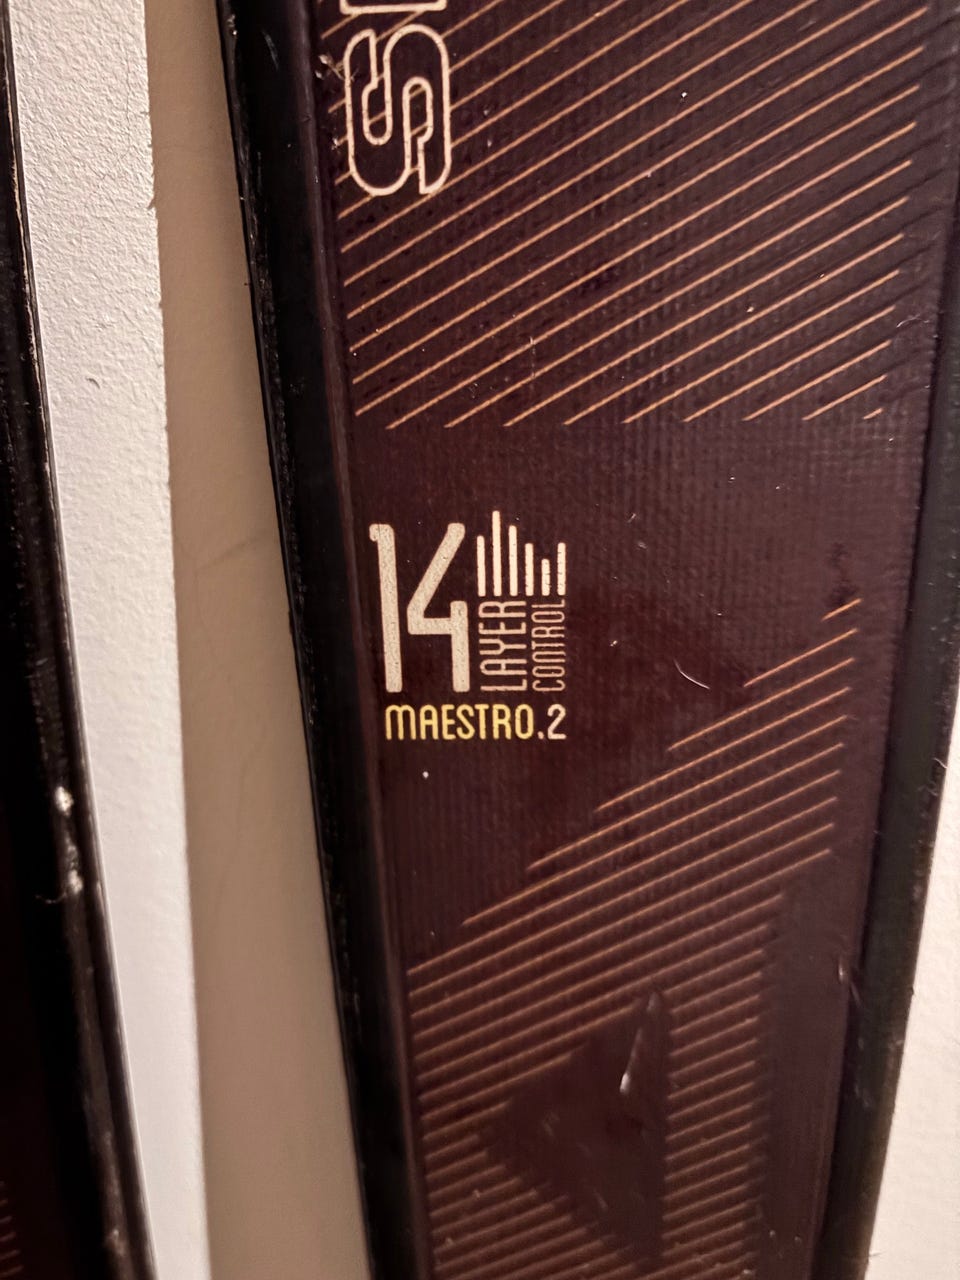 14
LAYER
CONTROL
MAESTRO.2